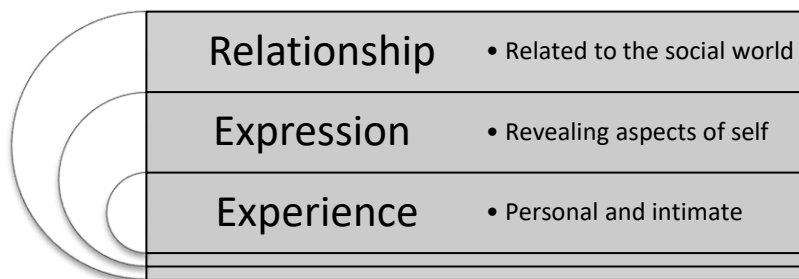 Relationship • Related to the social world
Expression • Revealing aspects of self
Experience • Personal and intimate